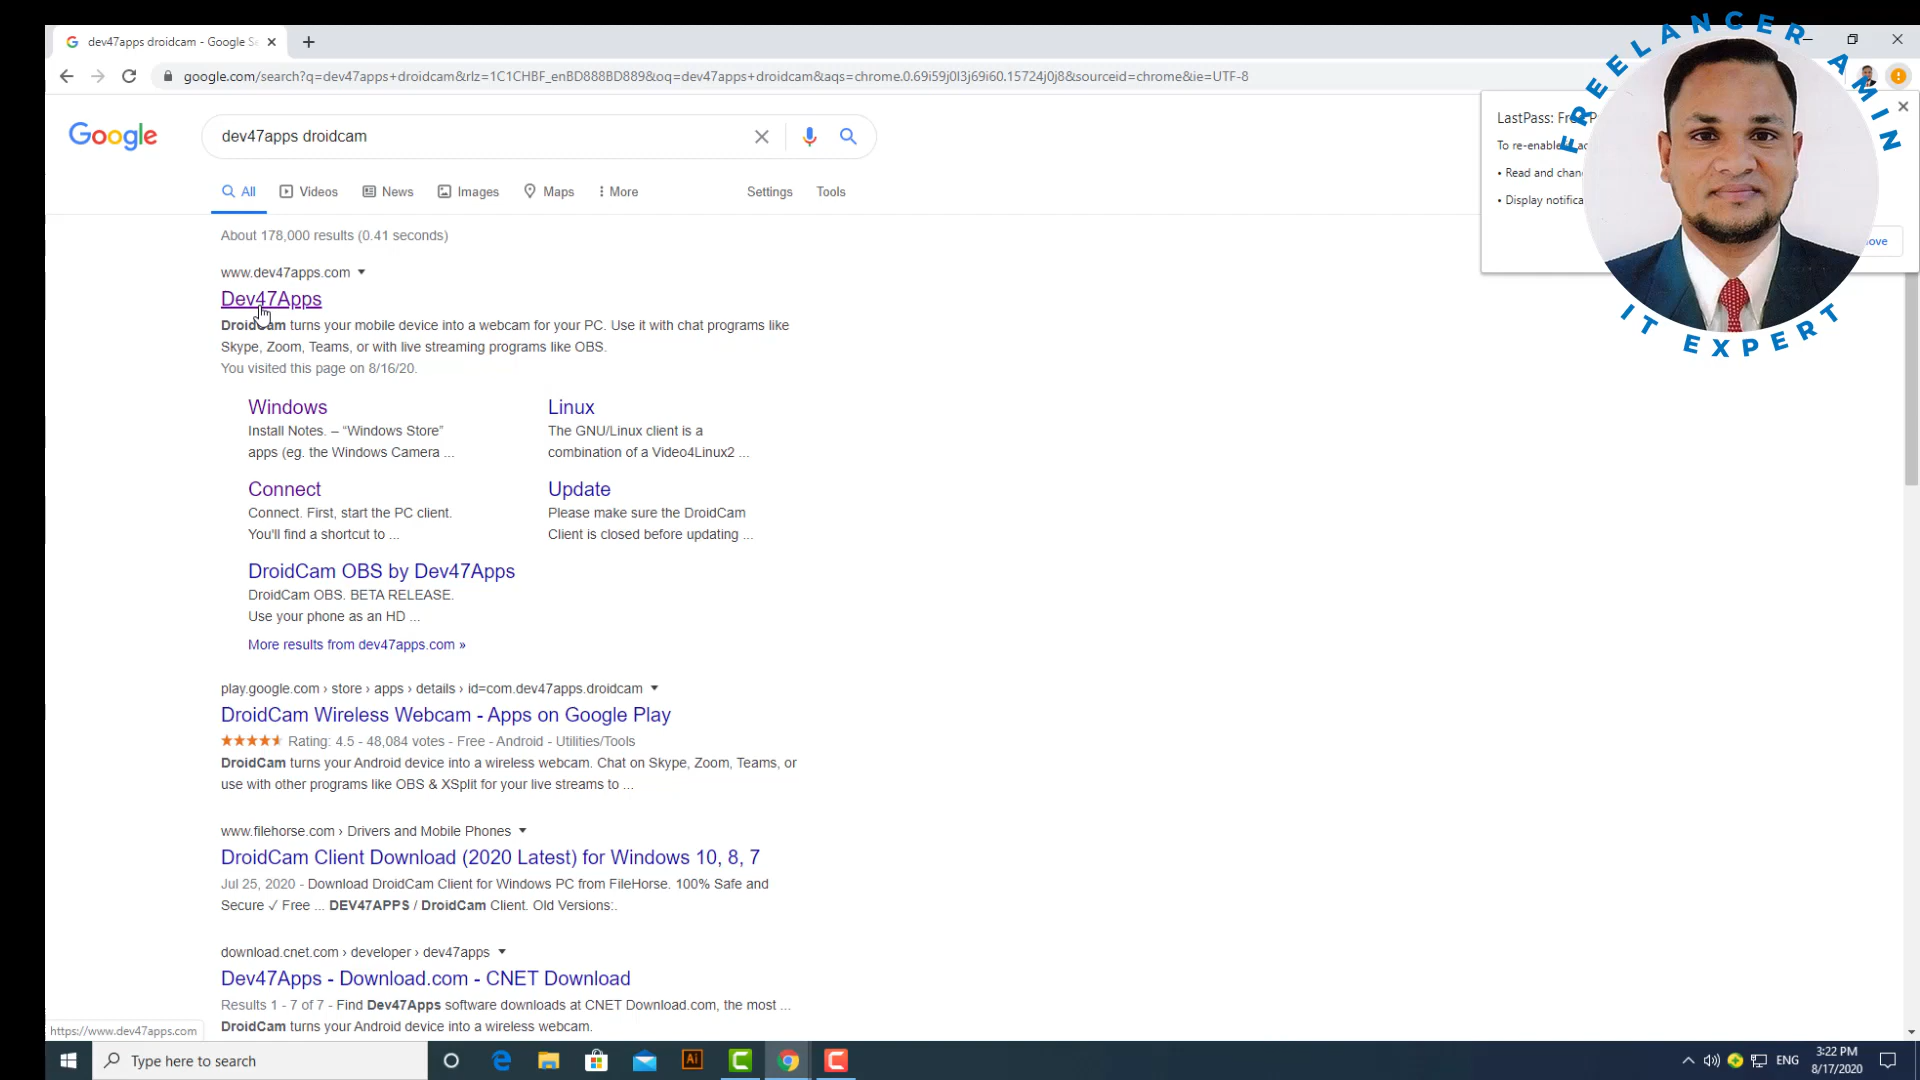 FREELANCER AMIN
IT EXPERT
dev47apps droidcam - Google Se
google.com/search?q=dev47apps+droidcam&rlz=1C1CHBF_enBD888BD889&oq=dev47apps+droidcam&aqs=chrome.0.69i59j0l3j69i60.15724j0j8&sourceid=chrome&ie=UTF-8
LastPass: Fr
To re-enable
• Read and chan
• Display notifica
ove
Google
dev47apps droidcam
All Videos News Images Maps More Settings Tools
About 178,000 results (0.41 seconds)
www.dev47apps.com
Dev47Apps
DroidCam turns your mobile device into a webcam for your PC. Use it with chat programs like
Skype, Zoom, Teams, or with live streaming programs like OBS.
You visited this page on 8/16/20.
Windows
Install Notes. – “Windows Store”
apps (eg. the Windows Camera ...
Linux
The GNU/Linux client is a
combination of a Video4Linux2 ...
Connect
Connect. First, start the PC client.
You'll find a shortcut to ...
Update
Please make sure the DroidCam
Client is closed before updating ...
DroidCam OBS by Dev47Apps
DroidCam OBS. BETA RELEASE.
Use your phone as an HD ...
More results from dev47apps.com »
play.google.com › store › apps › details › id=com.dev47apps.droidcam
DroidCam Wireless Webcam - Apps on Google Play
Rating: 4.5 - 48,084 votes - Free - Android - Utilities/Tools
DroidCam turns your Android device into a wireless webcam. Chat on Skype, Zoom, Teams, or
use with other programs like OBS & XSplit for your live streams to ...
www.filehorse.com › Drivers and Mobile Phones
DroidCam Client Download (2020 Latest) for Windows 10, 8, 7
Jul 25, 2020 - Download DroidCam Client for Windows PC from FileHorse. 100% Safe and
Secure ✓ Free ... DEV47APPS / DroidCam Client. Old Versions:.
download.cnet.com › developer › dev47apps
Dev47Apps - Download.com - CNET Download
Results 1 - 7 of 7 - Find Dev47Apps software downloads at CNET Download.com, the most ...
DroidCam turns your Android device into a wireless webcam.
https://www.dev47apps.com
Type here to search
Ai
ENG
3:22 PM
8/17/2020